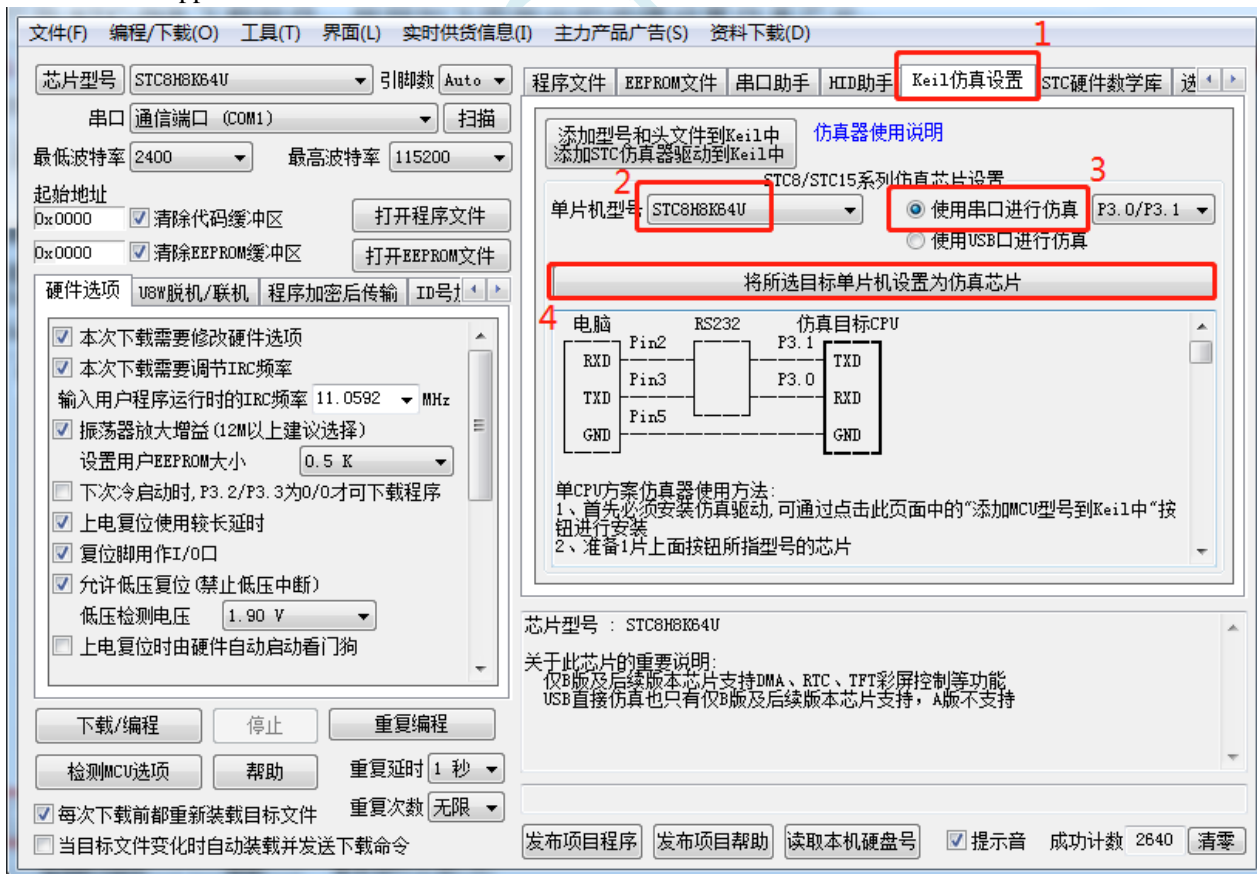 文件(F) 编程/下载(O) 工具(T) 界面(L) 实时供货信息(I) 主力产品广告(S) 资料下载(D)
1
芯片型号 STC8H8K64U 引脚数 Auto
串口 通信端口 (COM1) 扫描
最低波特率 2400 最高波特率 115200
起始地址
0x0000 清除代码缓冲区 打开程序文件
0x0000 清除EEPROM缓冲区 打开EEPROM文件
硬件选项 U8W脱机/联机 程序加密后传输
本次下载需要修改硬件选项
本次下载需要调节IRC频率
输入用户程序运行时的IRC频率 11.0592 MHz
振荡器放大增益(12M以上建议选择)
设置用户EEPROM大小 0.5 K
下次冷启动时,P3.2/P3.3为0/0才可下载程序
上电复位使用较长延时
复位脚用作I/O口
允许低压复位(禁止低压中断)
低压检测电压 1.90 V
上电复位时由硬件自动启动看门狗
下载/编程 停止 重复编程
检测MCU选项 帮助 重复延时 1 秒
每次下载前都重新装载目标文件 重复次数 无限
当目标文件变化时自动装载并发送下载命令
程序文件 EEPROM文件 串口助手 HID助手 Keil仿真设置 STC硬件数学库
添加型号和头文件到Keil中 仿真器使用说明
添加STC仿真器驱动到Keil中
STC8/STC15系列仿真芯片设置
2 3
单片机型号 STC8H8K64U 使用串口进行仿真 P3.0/P3.1
使用USB口进行仿真
将所选目标单片机设置为仿真芯片
4
电脑 RS232 仿真目标CPU
Pin2 P3.1
RXD TXD
Pin3 P3.0
TXD RXD
Pin5
GND GND
单CPU方案仿真器使用方法:
1、首先必须安装仿真驱动,可通过点击此页面中的“添加MCU型号到Keil中“按
钮进行安装
2、准备1片上面按钮所指型号的芯片
芯片型号 : STC8H8K64U
关于此芯片的重要说明:
仅B版及后续版本芯片支持DMA、RTC、TFT彩屏控制等功能
USB直接仿真也只有仅B版及后续版本芯片支持，A版不支持
发布项目程序 发布项目帮助 读取本机硬盘号 提示音 成功计数 2640 清零